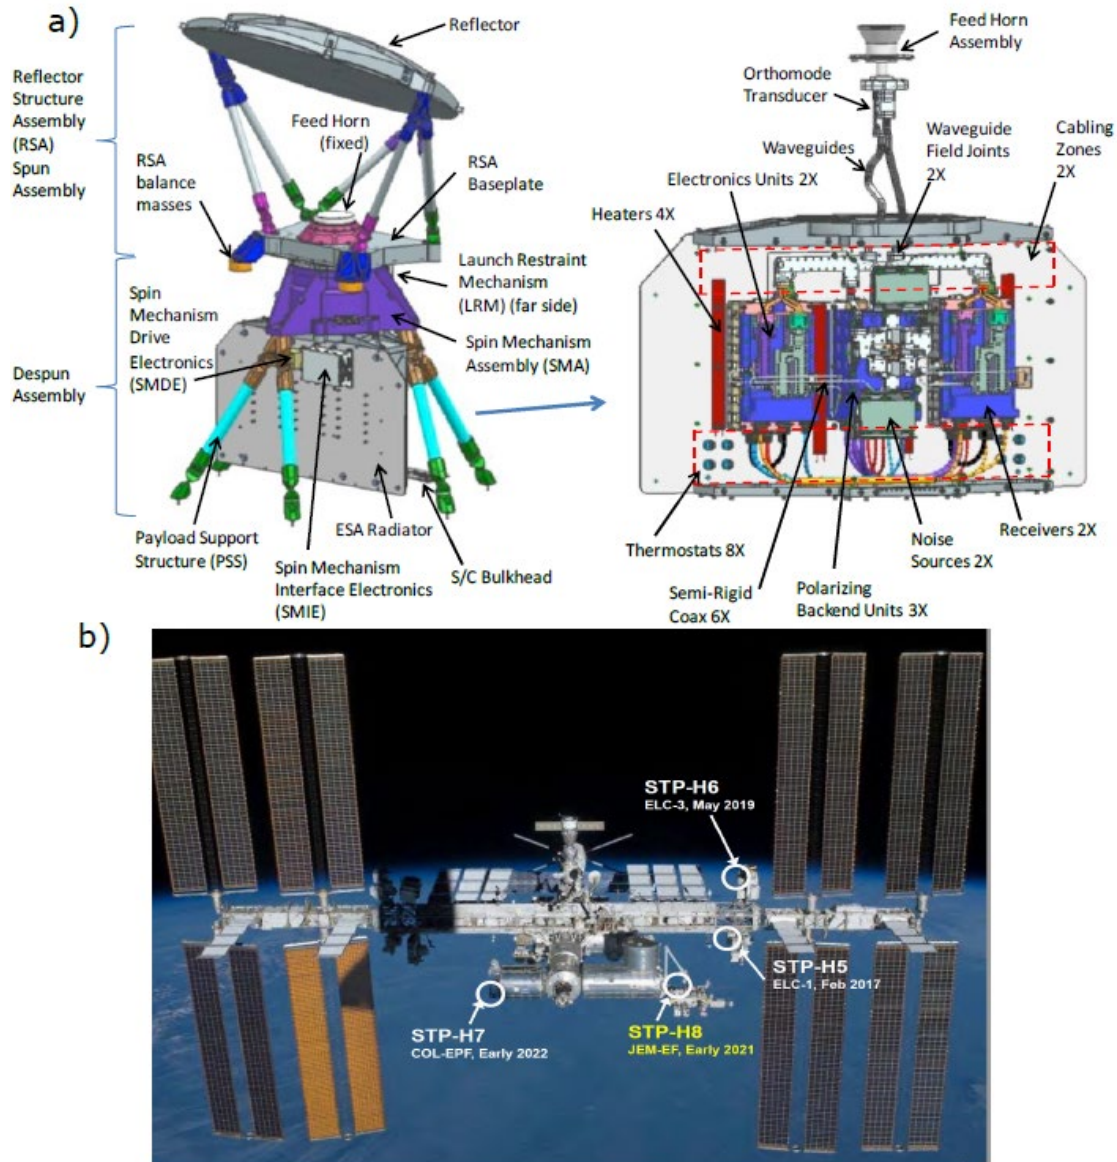 a)
Reflector
Reflector
Structure
Assembly
(RSA)
Spun
Assembly
Feed Horn
(fixed)
RSA
balance
masses
RSA
Baseplate
Launch Restraint
Mechanism
(LRM) (far side)
Spin
Mechanism
Drive
Electronics
(SMDE)
Spin Mechanism
Assembly (SMA)
Despun
Assembly
Payload Support
Structure (PSS)
ESA Radiator
Spin Mechanism
Interface Electronics
(SMIE)
S/C Bulkhead
Feed Horn
Assembly
Orthomode
Transducer
Waveguides
Waveguide
Field Joints
2X
Cabling
Zones
2X
Electronics Units 2X
Heaters 4X
Thermostats 8X
Semi-Rigid
Coax 6X
Polarizing
Backend Units 3X
Noise
Sources 2X
Receivers 2X
b)
STP-H6
ELC-3, May 2019
STP-H5
ELC-1, Feb 2017
STP-H7
COL-EPF, Early 2022
STP-H8
JEM-EF, Early 2021